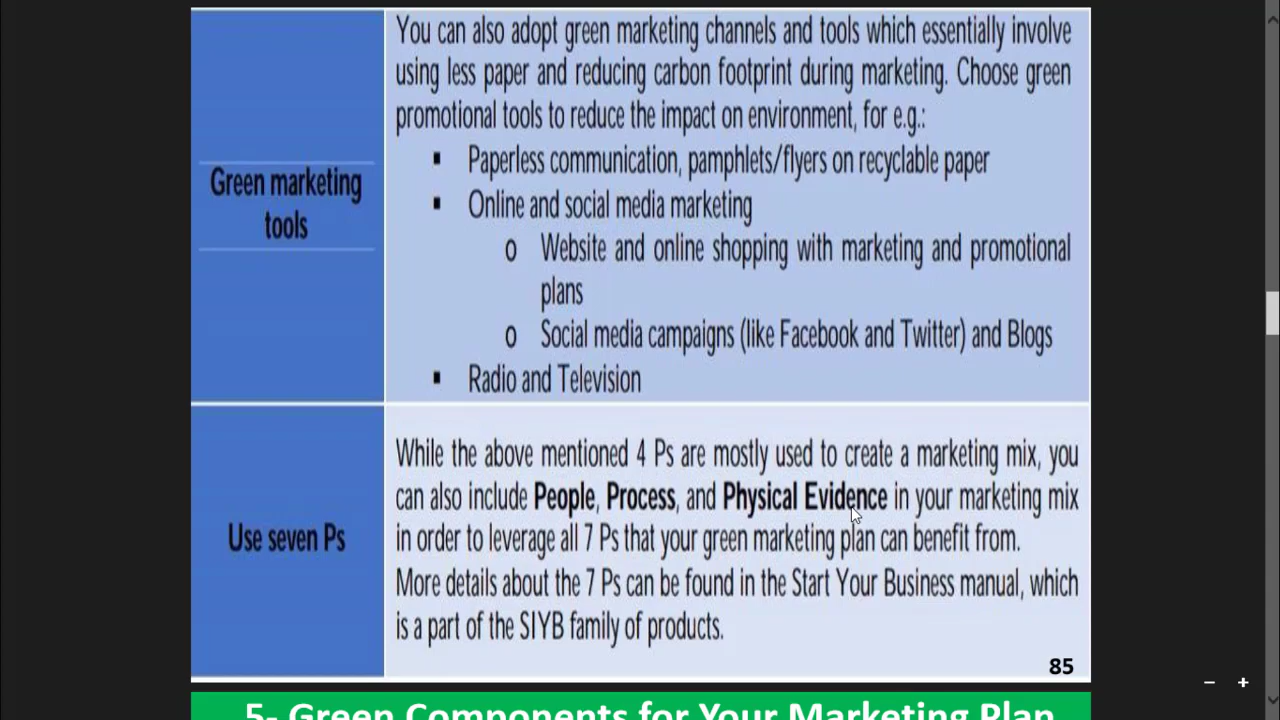 You can also adopt green marketing channels and tools which essentially involve
using less paper and reducing carbon footprint during marketing. Choose green
promotional tools to reduce the impact on environment, for e.g.:
▪ Paperless communication, pamphlets/flyers on recyclable paper
Green marketing
tools
▪ Online and social media marketing
o Website and online shopping with marketing and promotional
plans
o Social media campaigns (like Facebook and Twitter) and Blogs
▪ Radio and Television
While the above mentioned 4 Ps are mostly used to create a marketing mix, you
can also include People, Process, and Physical Evidence in your marketing mix
Use seven Ps
in order to leverage all 7 Ps that your green marketing plan can benefit from.
More details about the 7 Ps can be found in the Start Your Business manual, which
is a part of the SIYB family of products.
85
5- Green Components for Your Marketing Plan